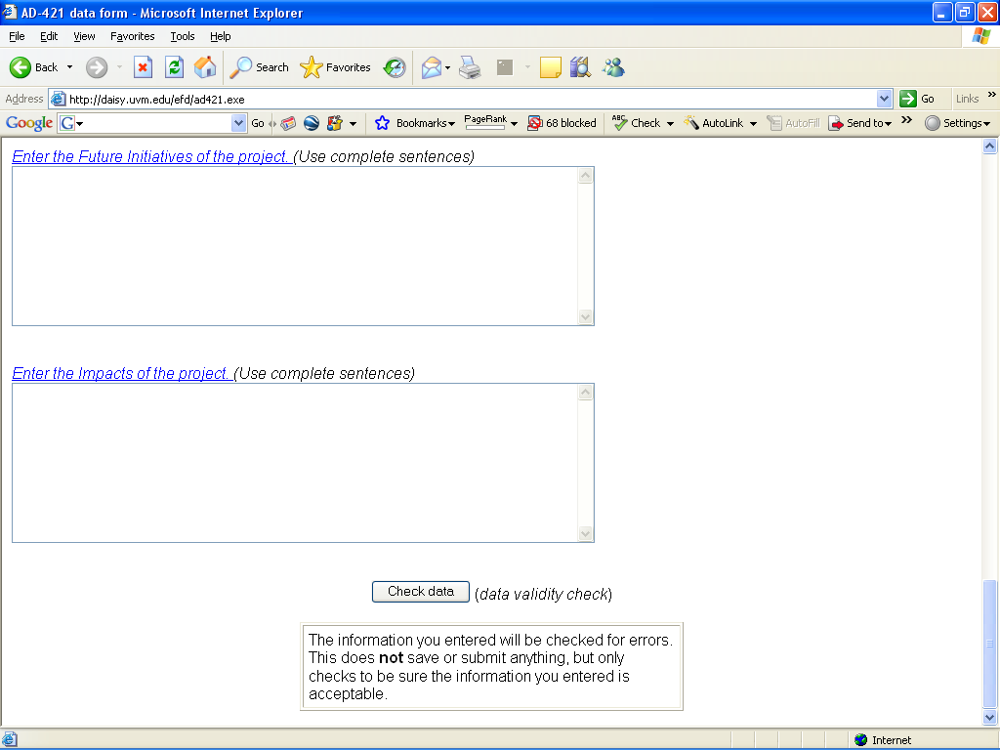 AD-421 data form - Microsoft Internet Explorer
File Edit View Favorites Tools Help
Back Search Favorites
Address http://daisy.uvm.edu/efd/ad421.exe Go Links »
Google G Go Bookmarks PageRank 68 blocked ABC Check AutoLink AutoFill Send to » Settings
Enter the Future Initiatives of the project. (Use complete sentences)
Enter the Impacts of the project. (Use complete sentences)
Check data (data validity check)
The information you entered will be checked for errors.
This does not save or submit anything, but only
checks to be sure the information you entered is
acceptable.
Internet